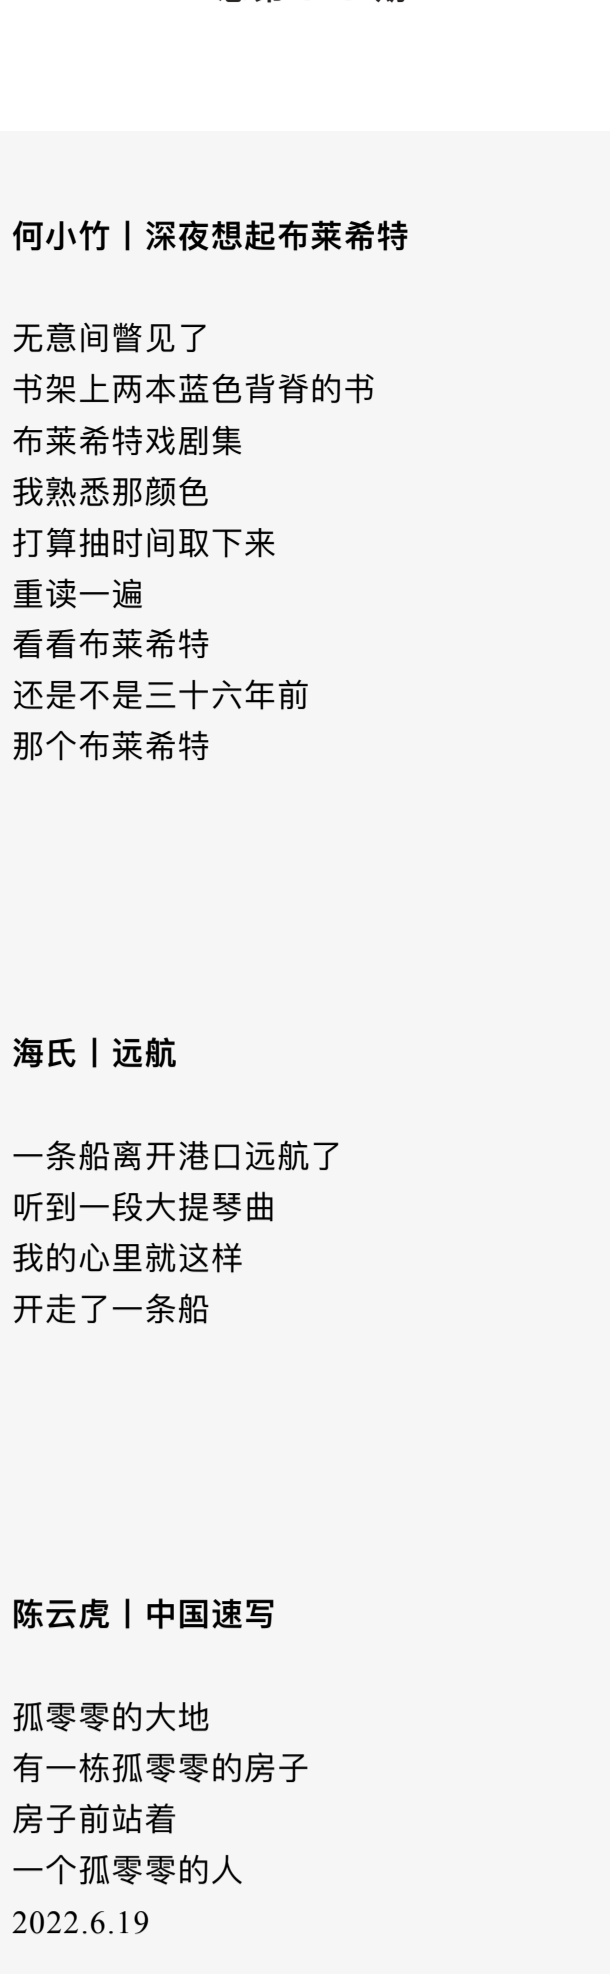 何小竹丨深夜想起布莱希特
无意间瞥见了
书架上两本蓝色背脊的书
布莱希特戏剧集
我熟悉那颜色
打算抽时间取下来
重读一遍
看看布莱希特
还是不是三十六年前
那个布莱希特
海氏丨远航
一条船离开港口远航了
听到一段大提琴曲
我的心里就这样
开走了一条船
陈云虎丨中国速写
孤零零的大地
有一栋孤零零的房子
房子前站着
一个孤零零的人
2022.6.19